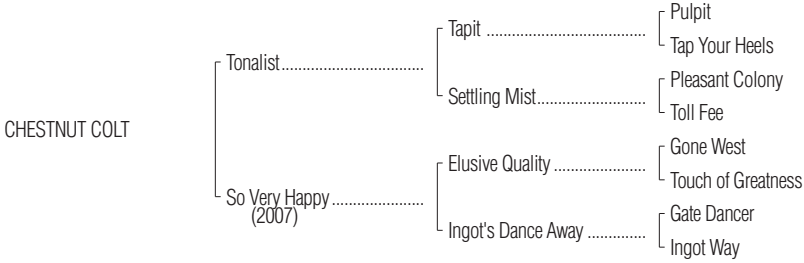 Pulpit
Tapit
Tap Your Heels
Tonalist
Pleasant Colony
Settling Mist
Toll Fee
CHESTNUT COLT
Gone West
Elusive Quality
Touch of Greatness
So Very Happy
(2007)
Gate Dancer
Ingot's Dance Away
Ingot Way